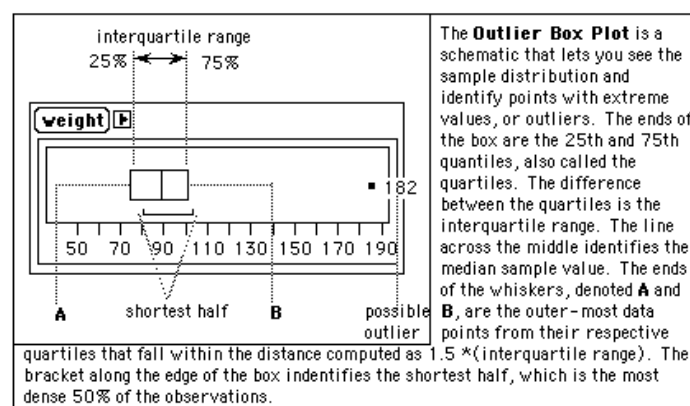 interquartile range
25% 75%
weight
182
50 70 90 110 130 150 170 190
A shortest half B possible
outlier
The Outlier Box Plot is a
schematic that lets you see the
sample distribution and
identify points with extreme
values, or outliers. The ends of
the box are the 25th and 75th
quantiles, also called the
quartiles. The difference
between the quartiles is the
interquartile range. The line
across the middle identifies the
median sample value. The ends
of the whiskers, denoted A and
B, are the outer-most data
points from their respective
quartiles that fall within the distance computed as 1.5 *(interquartile range). The
bracket along the edge of the box indentifies the shortest half, which is the most
dense 50% of the observations.